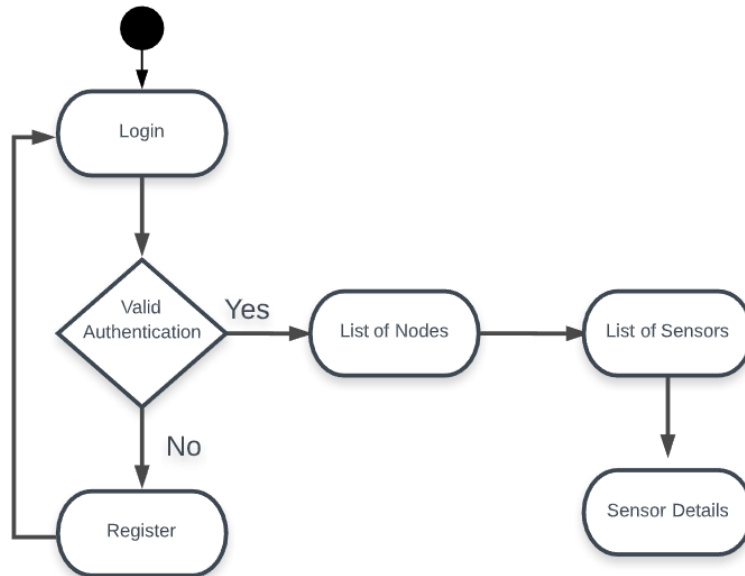 Login
Valid
Authentication
Yes
List of Nodes
List of Sensors
No
Register
Sensor Details